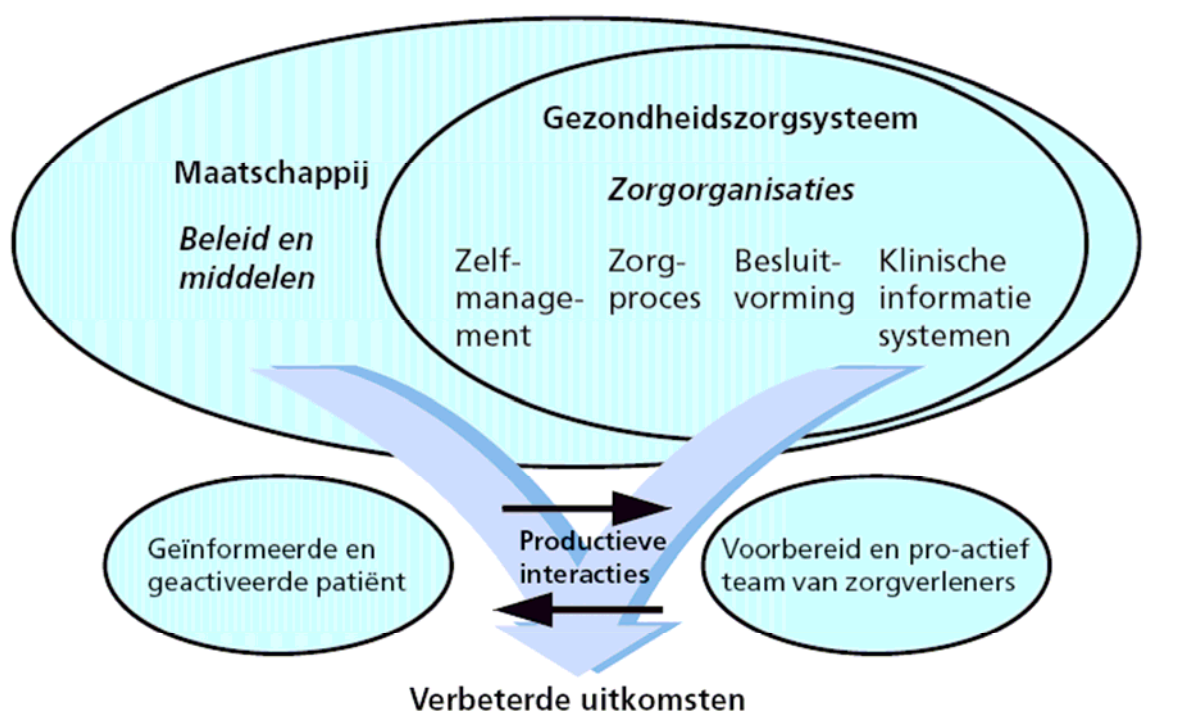 Gezondheidszorgsysteem
Maatschappij
Zorgorganisaties
Beleid en
middelen
Zelf-
manage-
ment
Zorg-
proces
Besluit-
vorming
Klinische
informatie
systemen
Geïnformeerde en
geactiveerde patiënt
Productieve
interacties
Voorbereid en pro-actief
team van zorgverleners
Verbeterde uitkomsten